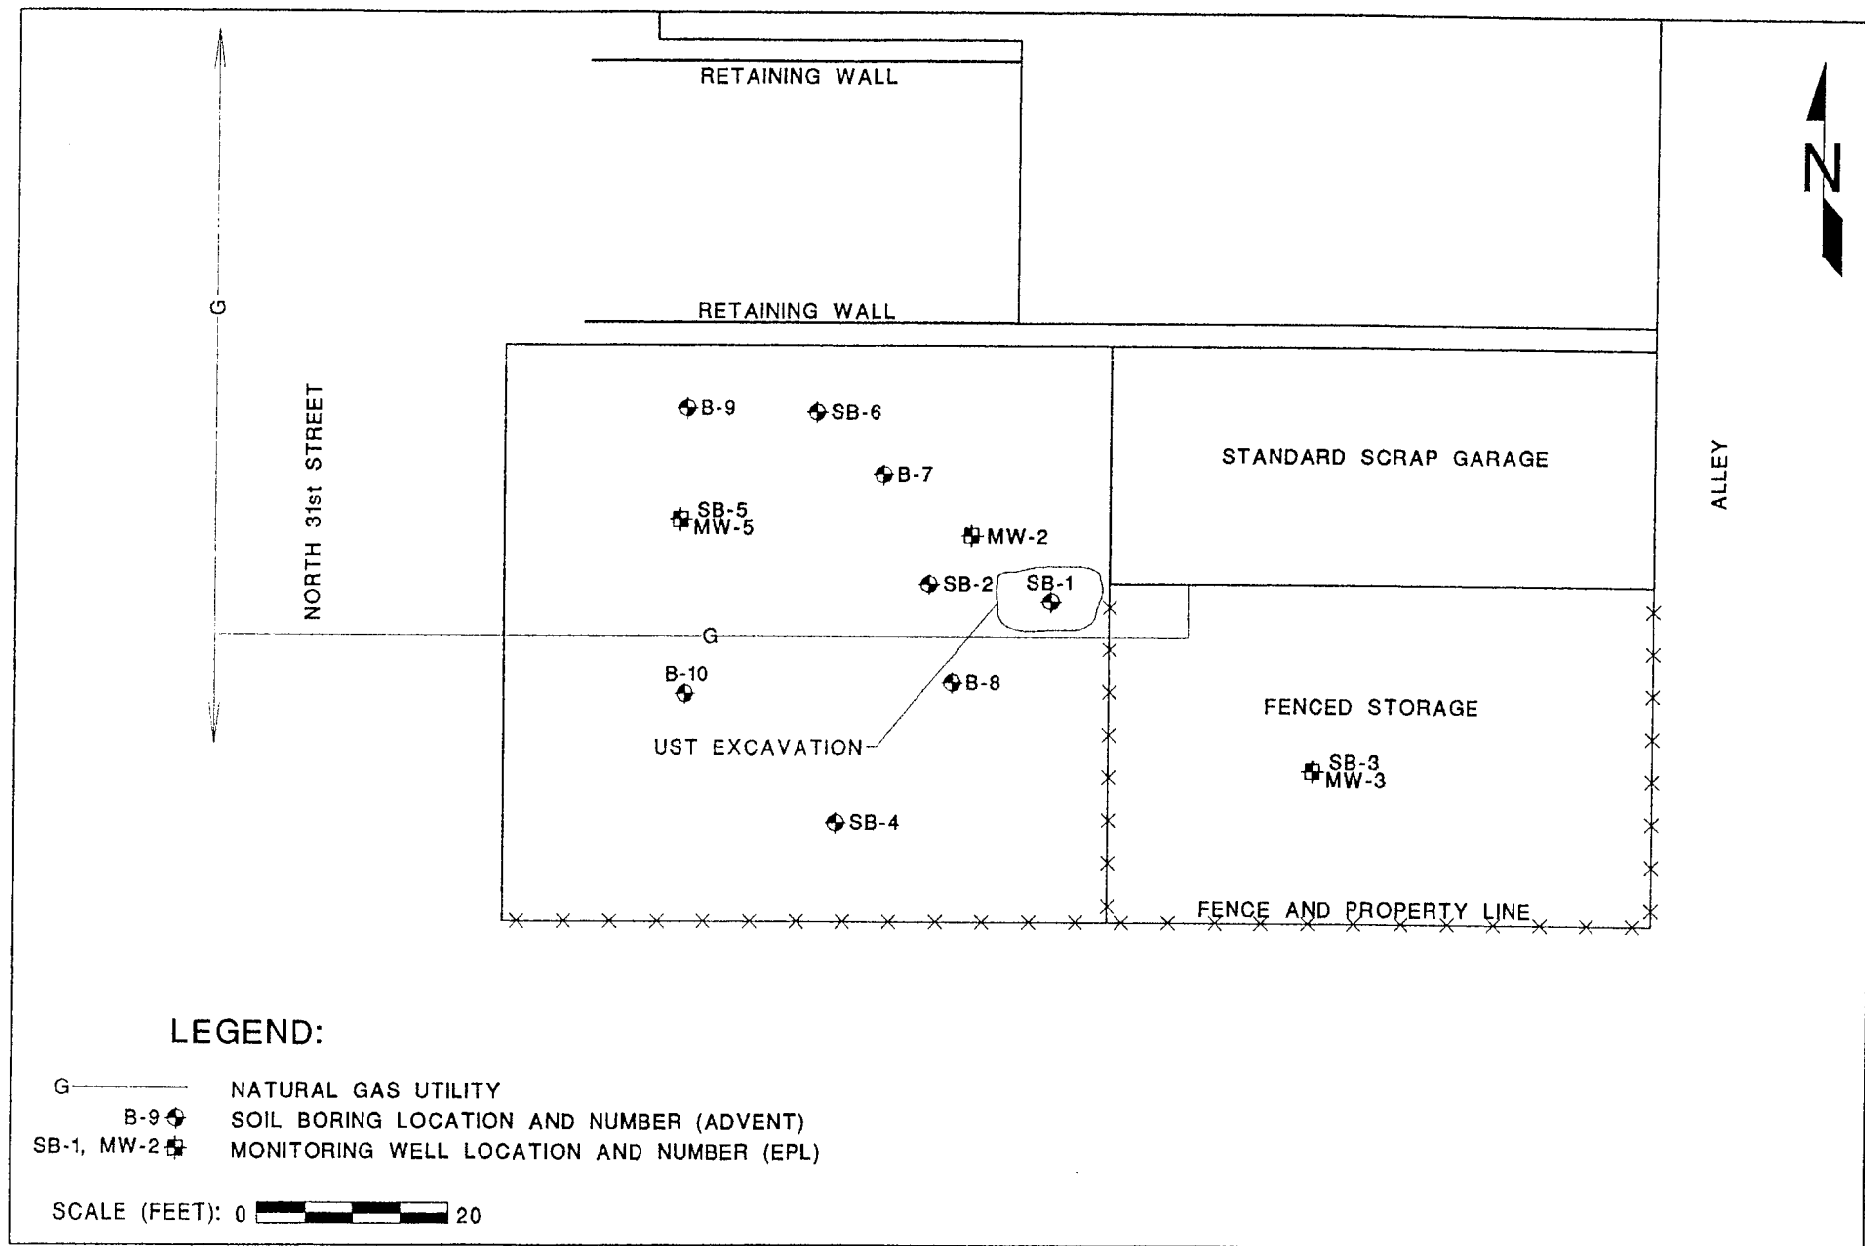 RETAINING WALL
N
G
RETAINING WALL
NORTH 31st STREET
B-9
SB-6
B-7
STANDARD SCRAP GARAGE
ALLEY
SB-5
MW-5
MW-2
SB-2
SB-1
G
B-10
B-8
UST EXCAVATION
FENCED STORAGE
SB-3
MW-3
SB-4
FENCE AND PROPERTY LINE
LEGEND:
G NATURAL GAS UTILITY
B-9 SOIL BORING LOCATION AND NUMBER (ADVENT)
SB-1, MW-2 MONITORING WELL LOCATION AND NUMBER (EPL)
SCALE (FEET): 0 20